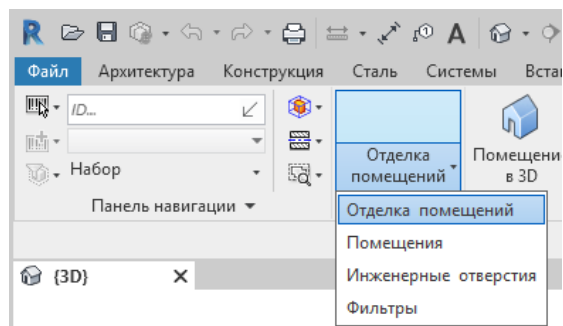 Файл Архитектура Конструкция Сталь Системы
ID...
Набор
Панель навигации
Отделка помещений
Помещени
в 3D
Отделка помещений
Помещения
Инженерные отверстия
Фильтры
{3D}